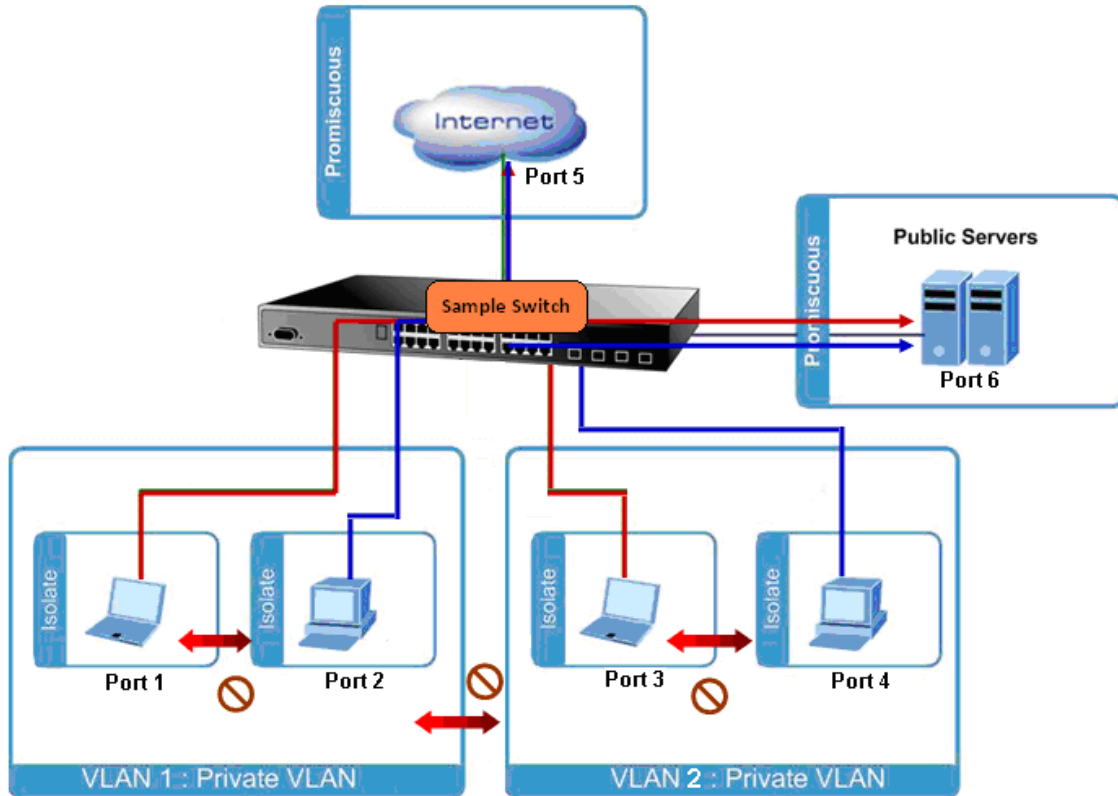 Promiscuous
Internet
Port 5
Promiscuous
Public Servers
Port 6
Sample Switch
Isolate
Port 1
Isolate
Port 2
Isolate
Port 3
Isolate
Port 4
VLAN 1 : Private VLAN
VLAN 2 : Private VLAN